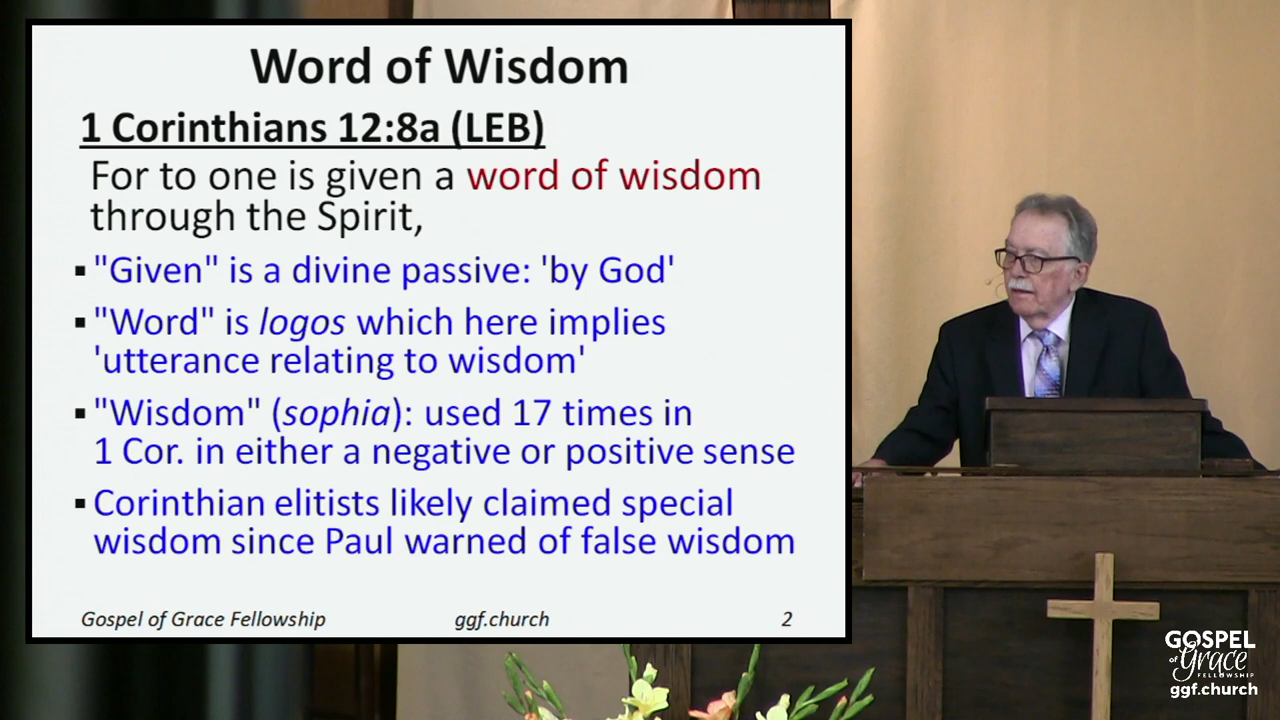 Word of Wisdom
1 Corinthians 12:8a (LEB)
For to one is given a word of wisdom
through the Spirit,
▪ "Given" is a divine passive: 'by God'
▪ "Word" is logos which here implies
'utterance relating to wisdom'
▪ "Wisdom" (sophia): used 17 times in
1 Cor. in either a negative or positive sense
▪ Corinthian elitists likely claimed special
wisdom since Paul warned of false wisdom
Gospel of Grace Fellowship ggf.church 2
GOSPEL
of Grace
FELLOWSHIP
ggf.church